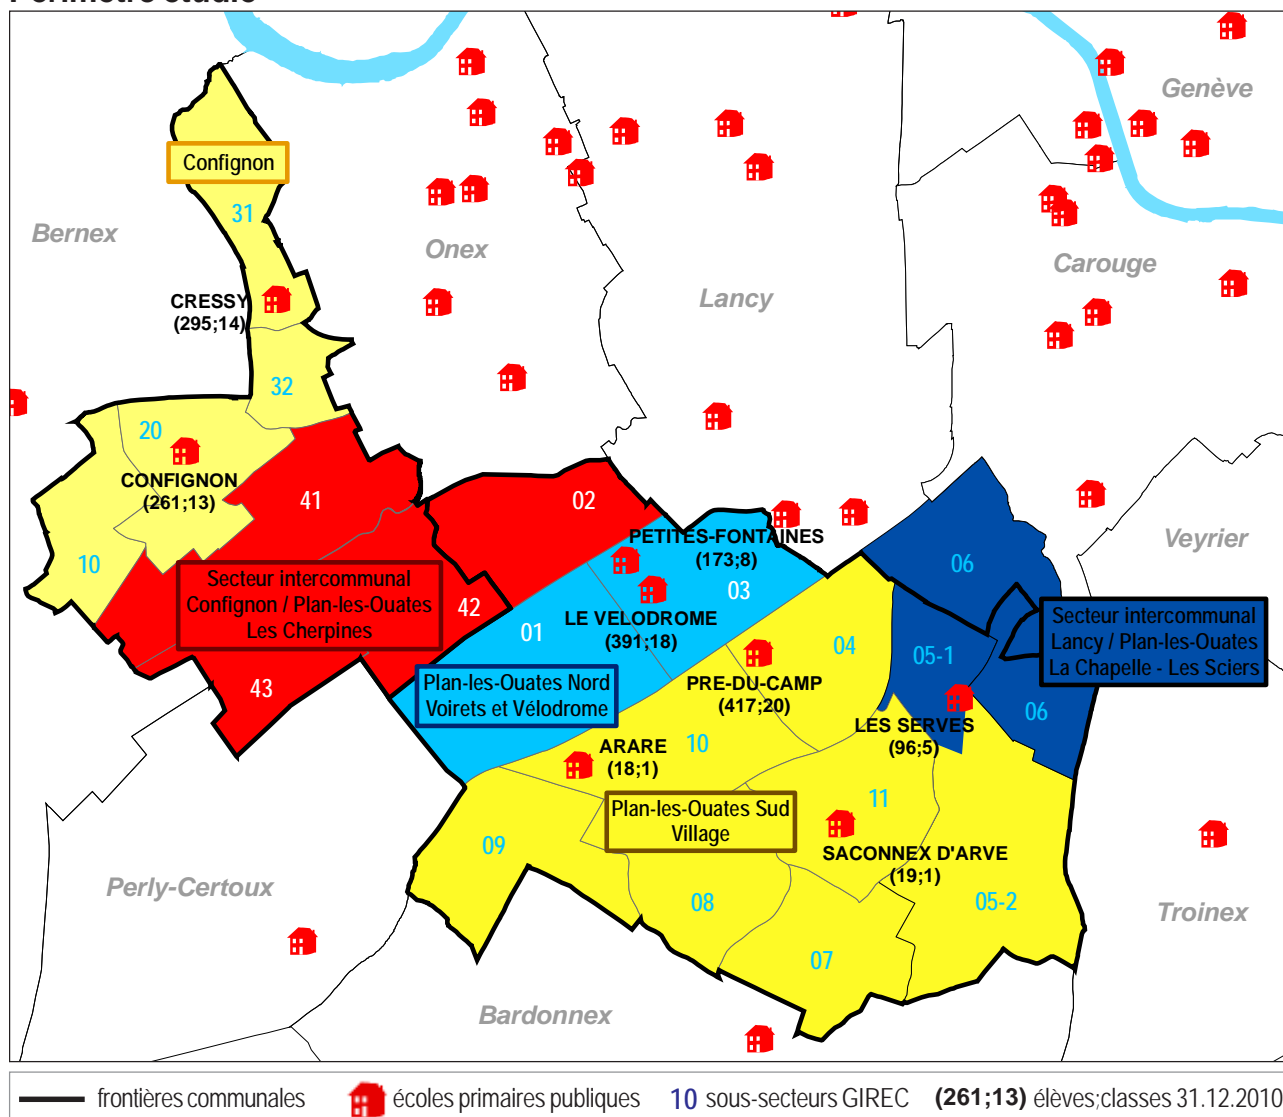 Périmètre étudié
Genève
Confignon
31
Bernex
Onex
Carouge
Lancy
CRESSY
(295;14)
32
20
CONFIGNON
(261;13)
41
02
10
PETITES-FONTAINES
(173;8)
03
06
Veyrier
Secteur intercommunal
Confignon / Plan-les-Ouates
Les Cherpines
42
01
LE VELODROME
(391;18)
04
05-1
Secteur intercommunal
Lancy / Plan-les-Ouates
La Chapelle - Les Sciers
43
Plan-les-Ouates Nord
Voirets et Vélodrome
PRE-DU-CAMP
(417;20)
06
LES SERVES
(96;5)
ARARE
(18;1)
10
11
Plan-les-Ouates Sud
Village
09
SACONNEX D'ARVE
(19;1)
Perly-Certoux
08
05-2
Troinex
07
Bardonnex
frontières communales
écoles primaires publiques
10 sous-secteurs GIREC
(261;13) élèves;classes 31.12.2010